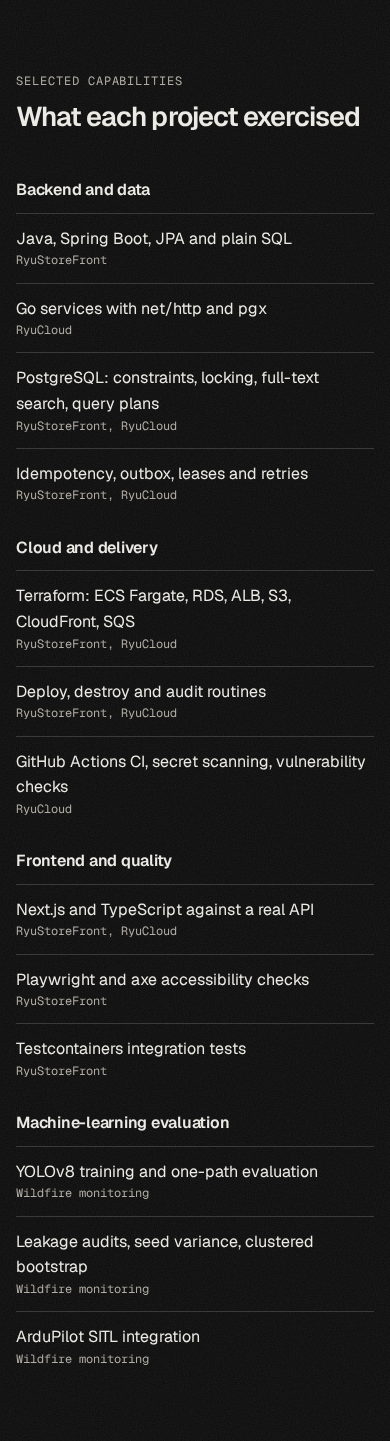 SELECTED CAPABILITIES
What each project exercised
Backend and data
Java, Spring Boot, JPA and plain SQL
RyuStoreFront
Go services with net/http and pgx
RyuCloud
PostgreSQL: constraints, locking, full-text
search, query plans
RyuStoreFront, RyuCloud
Idempotency, outbox, leases and retries
RyuStoreFront, RyuCloud
Cloud and delivery
Terraform: ECS Fargate, RDS, ALB, S3,
CloudFront, SQS
RyuStoreFront, RyuCloud
Deploy, destroy and audit routines
RyuStoreFront, RyuCloud
GitHub Actions CI, secret scanning, vulnerability
checks
RyuCloud
Frontend and quality
Next.js and TypeScript against a real API
RyuStoreFront, RyuCloud
Playwright and axe accessibility checks
RyuStoreFront
Testcontainers integration tests
RyuStoreFront
Machine-learning evaluation
YOLOv8 training and one-path evaluation
Wildfire monitoring
Leakage audits, seed variance, clustered
bootstrap
Wildfire monitoring
ArduPilot SITL integration
Wildfire monitoring